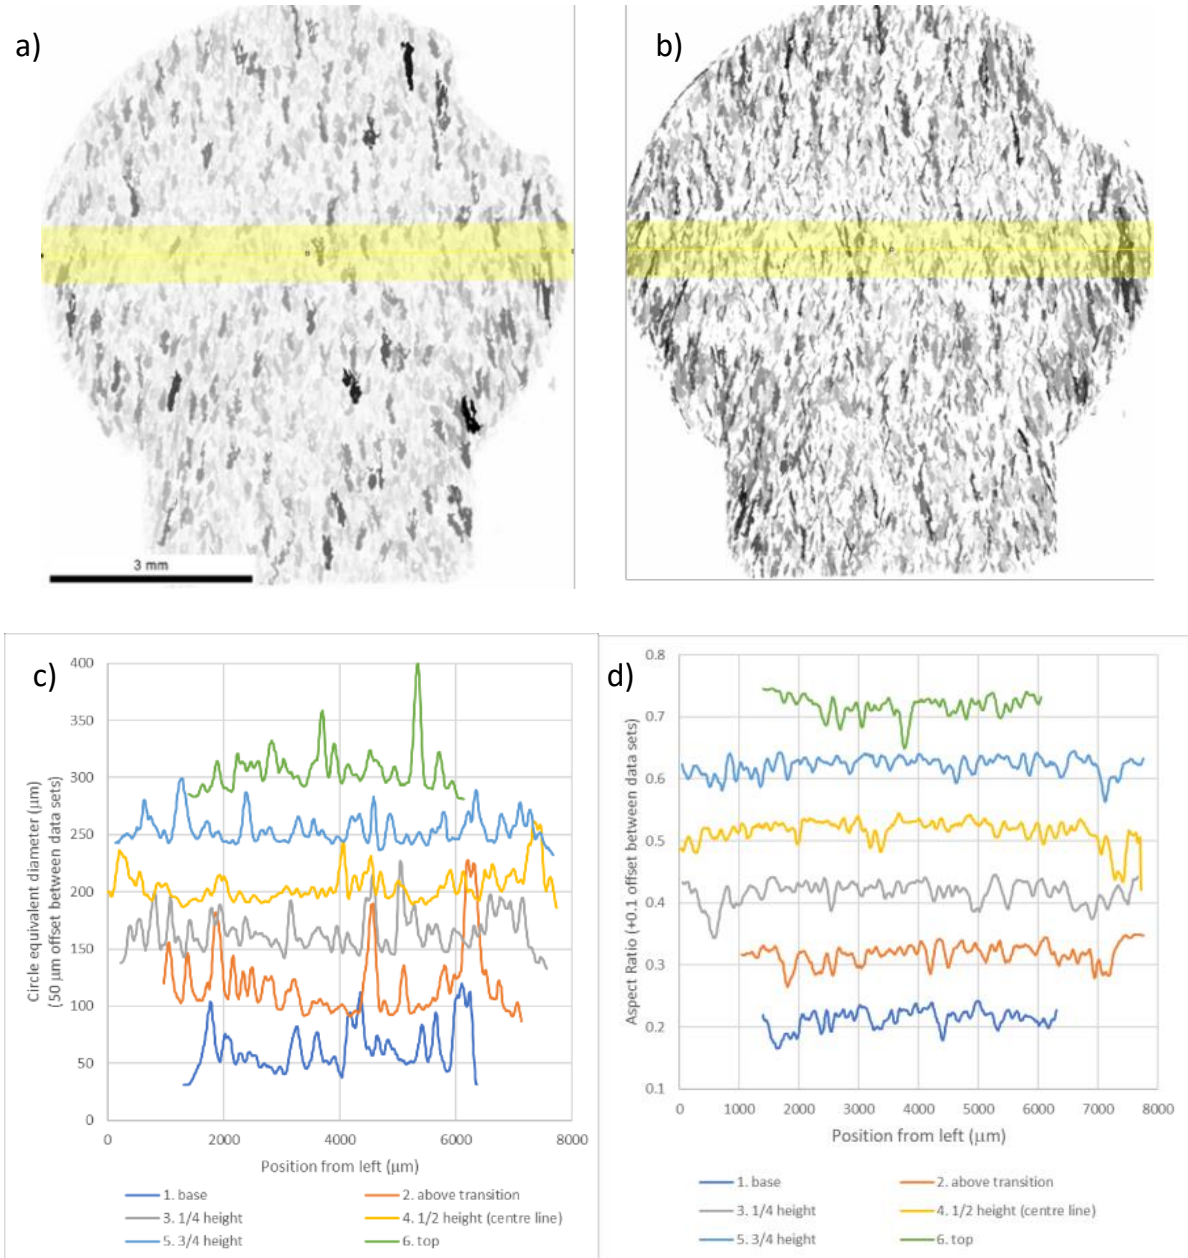 a)
b)
3 mm
c)
Circle equivalent diameter (μm)
(50 μm offset between data sets)
400
350
300
250
200
150
100
50
0
0 2000 4000 6000 8000
Position from left (μm)
1. base 2. above transition
3. 1/4 height 4. 1/2 height (centre line)
5. 3/4 height 6. top
d)
Aspect Ratio (+0.1 offset between data sets)
0.8
0.7
0.6
0.5
0.4
0.3
0.2
0.1
0 1000 2000 3000 4000 5000 6000 7000 8000
Position from left (μm)
1. base 2. above transition
3. 1/4 height 4. 1/2 height (centre line)
5. 3/4 height 6. top